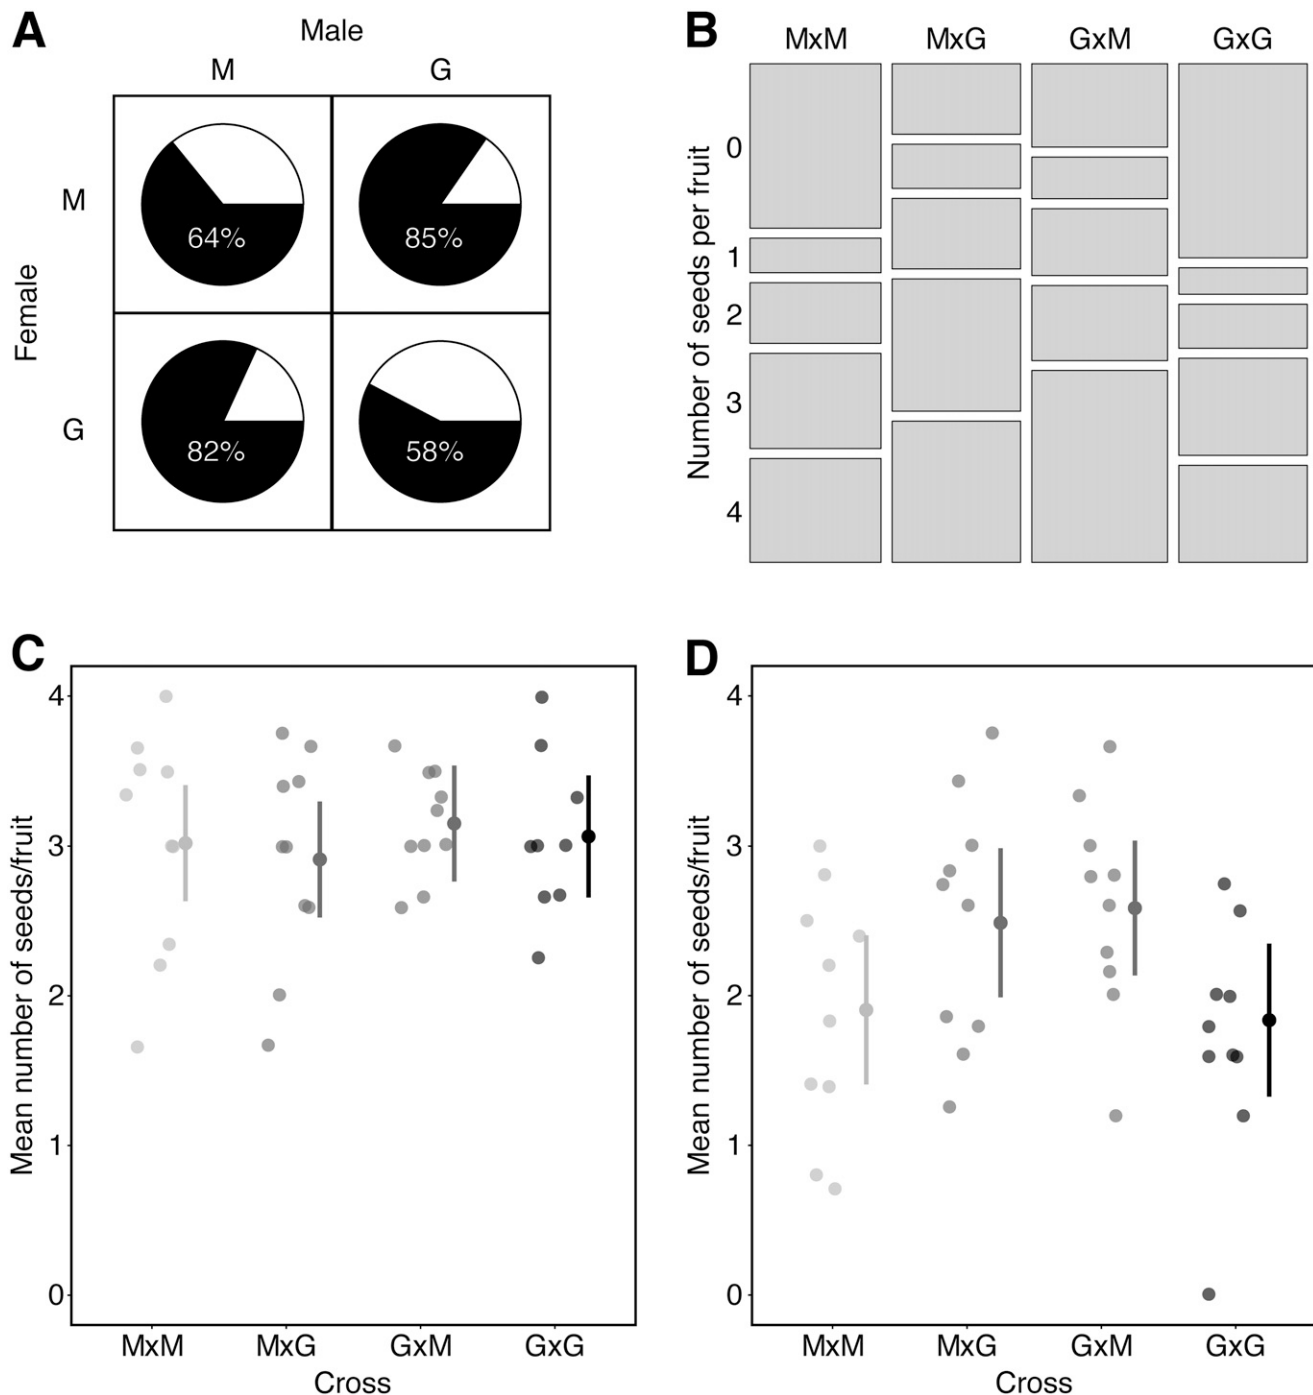 A
Male
M G
Female
M
G
64%
85%
82%
58%
B
MxM MxG GxM GxG
Number of seeds per fruit
0
1
2
3
4
C
Mean number of seeds/fruit
4
3
2
1
0
MxM MxG GxM GxG
Cross
D
Mean number of seeds/fruit
4
3
2
1
0
MxM MxG GxM GxG
Cross